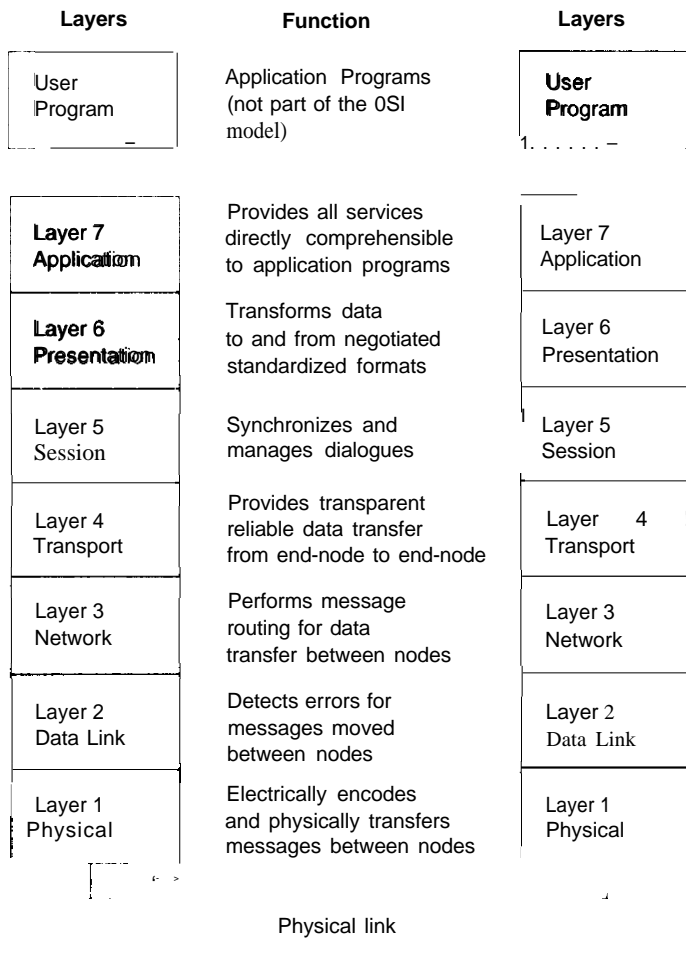 Layers Function Layers
User Program
Application Programs
(not part of the 0SI
model)
User
Program
1. . . . . . –
Layer 7
Application
Provides all services
directly comprehensible
to application programs
Layer 7
Application
Layer 6
Presentation
Transforms data
to and from negotiated
standardized formats
Layer 6
Presentation
Layer 5
Session
Synchronizes and
manages dialogues
Layer 5
Session
Layer 4
Transport
Provides transparent
reliable data transfer
from end-node to end-node
Layer 4
Transport
Layer 3
Network
Performs message
routing for data
transfer between nodes
Layer 3
Network
Layer 2
Data Link
Detects errors for
messages moved
between nodes
Layer 2
Data Link
Layer 1
Physical
Electrically encodes
and physically transfers
messages between nodes
Layer 1
Physical
Physical link